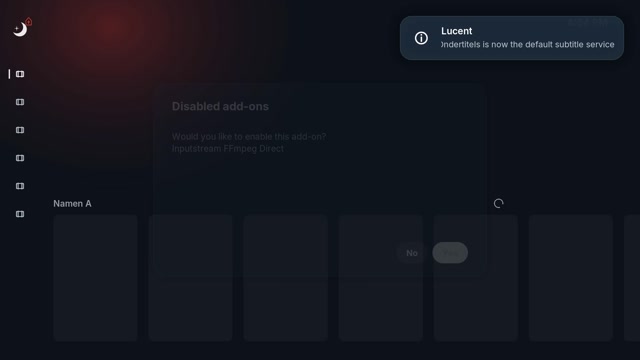 Lucent
Ondertitels is now the default subtitle service
Disabled add-ons
Would you like to enable this add-on?
Inputstream FFmpeg Direct
No
Yes
Namen A